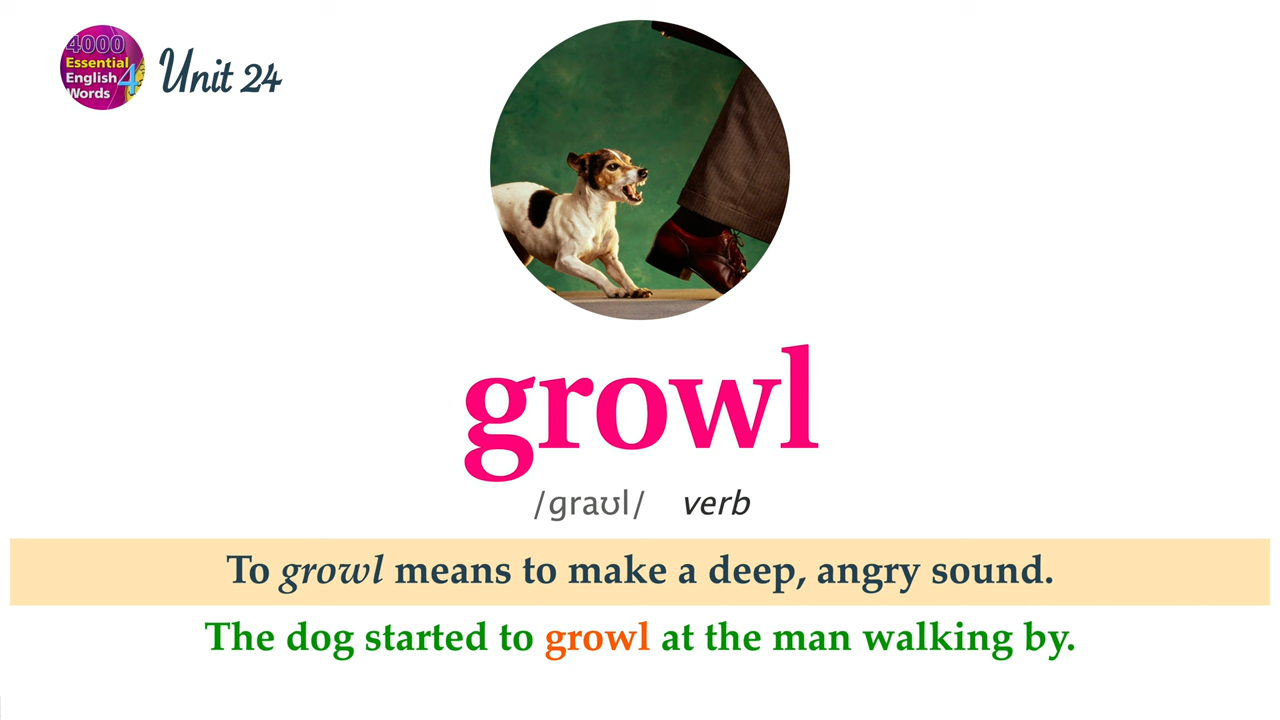 4000
Essential
English
Words
4
Unit 24
growl
/ɡraʊl/ verb
To growl means to make a deep, angry sound.
The dog started to growl at the man walking by.